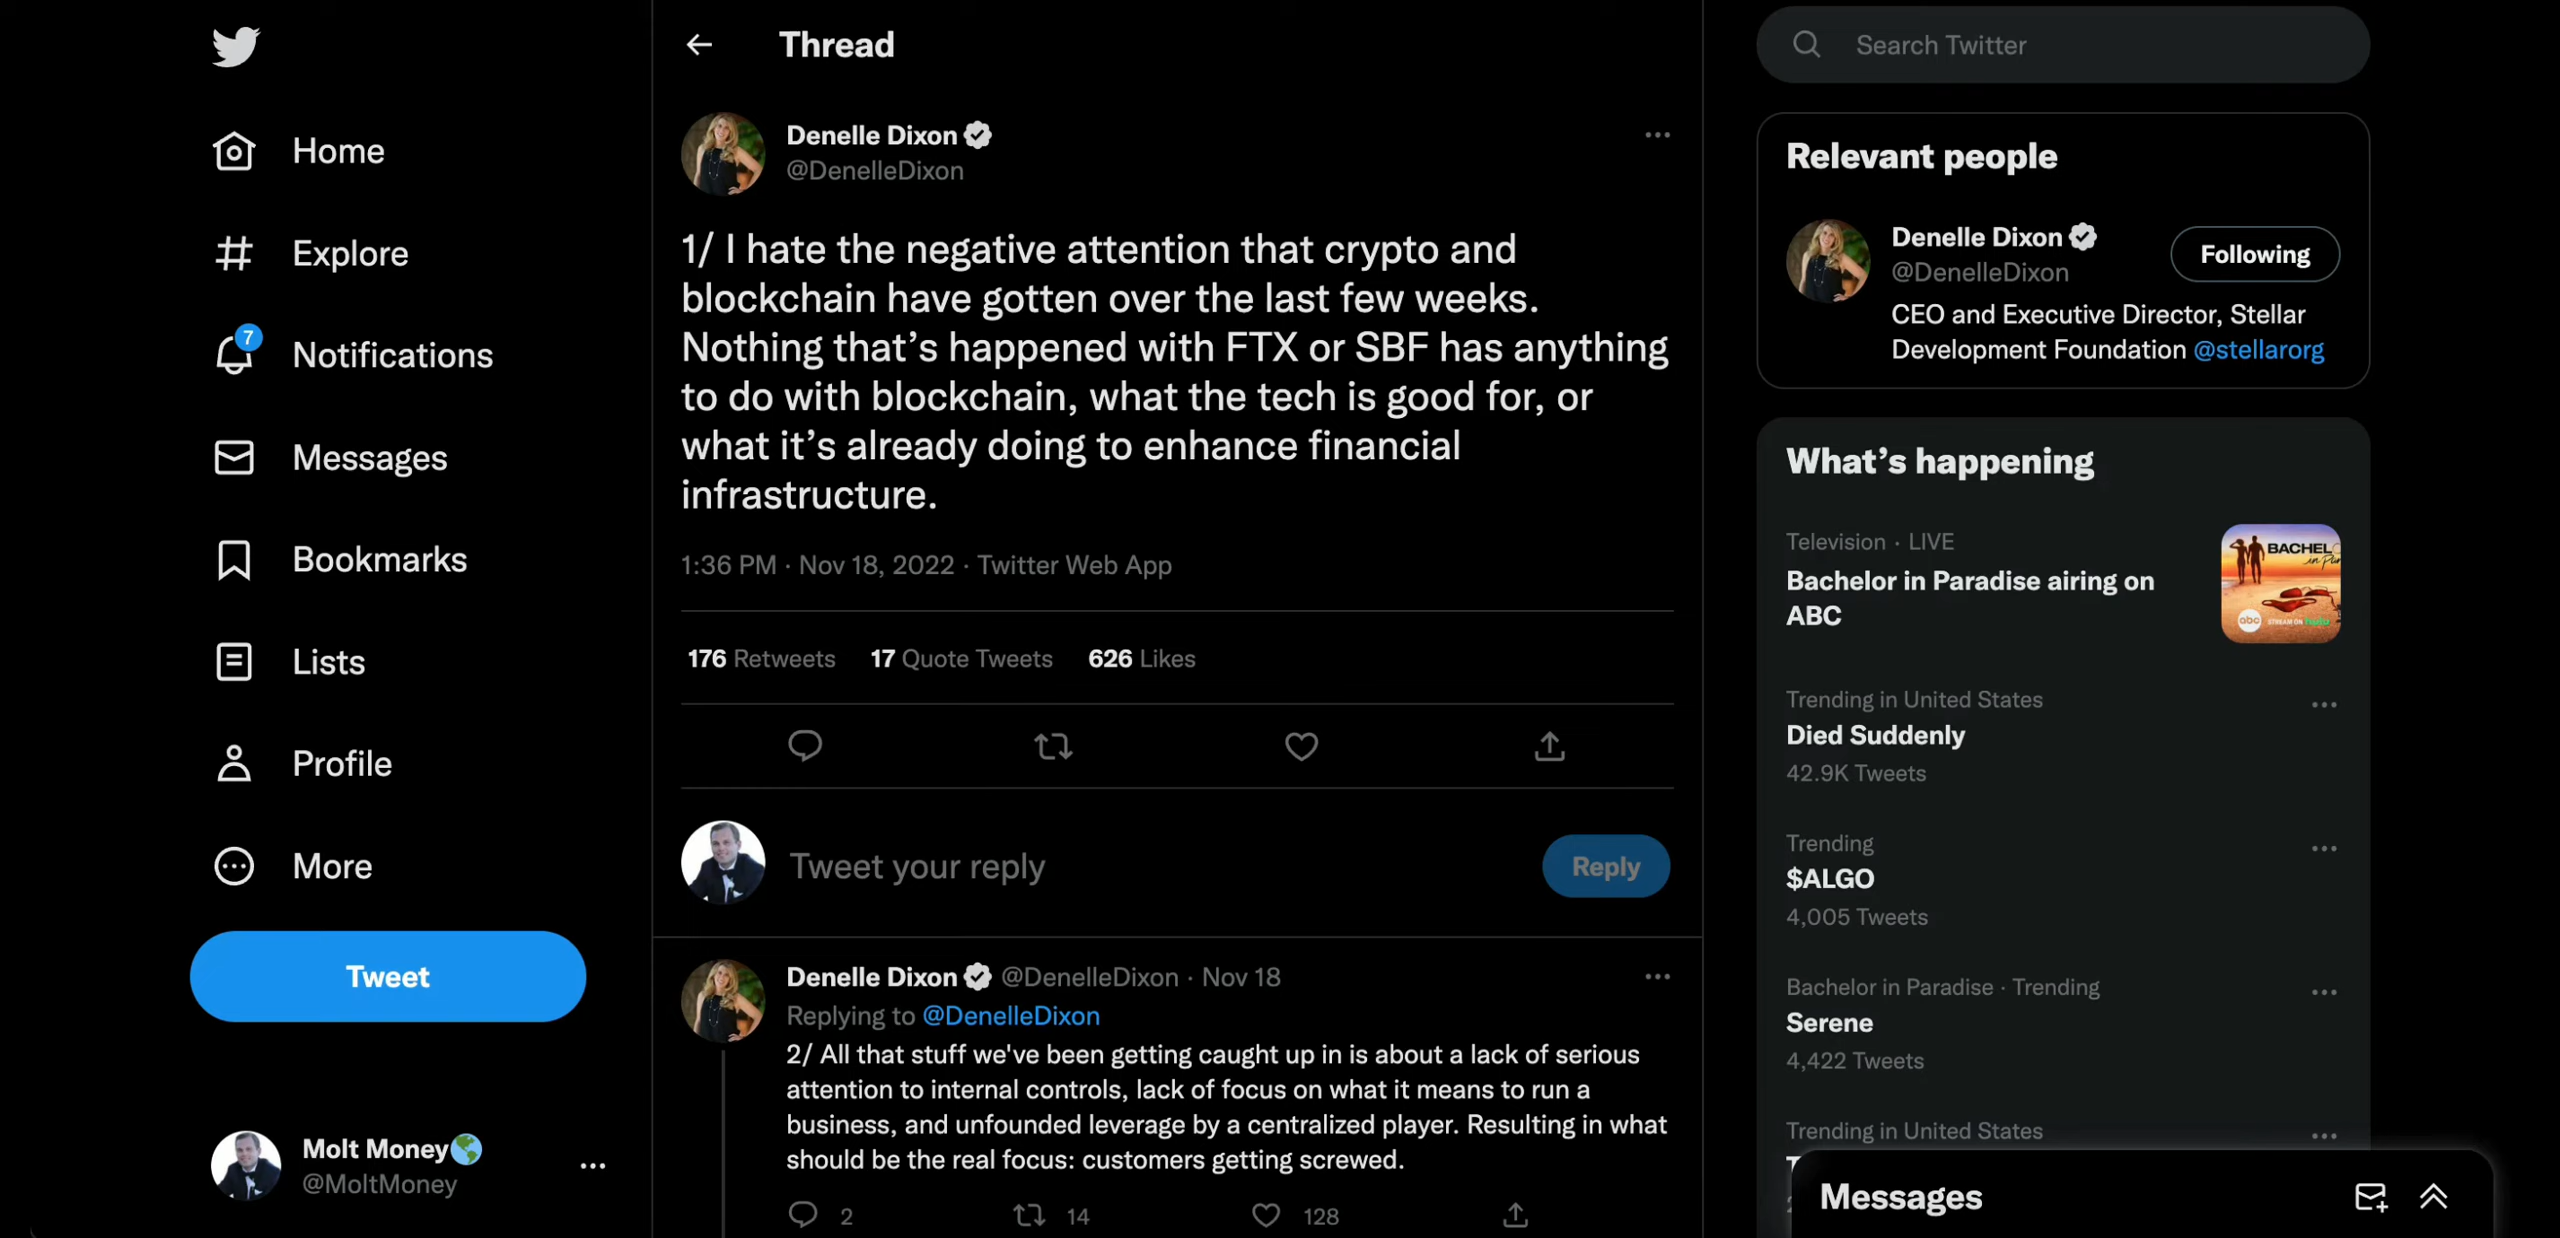 Home
Explore
7
Notifications
Messages
Bookmarks
Lists
Profile
More
Tweet
Molt Money
@MoltMoney
Thread
Denelle Dixon
@DenelleDixon
1/ I hate the negative attention that crypto and
blockchain have gotten over the last few weeks.
Nothing that’s happened with FTX or SBF has anything
to do with blockchain, what the tech is good for, or
what it’s already doing to enhance financial
infrastructure.
1:36 PM · Nov 18, 2022 · Twitter Web App
176 Retweets 17 Quote Tweets 626 Likes
Tweet your reply
Reply
Denelle Dixon @DenelleDixon · Nov 18
Replying to @DenelleDixon
2/ All that stuff we've been getting caught up in is about a lack of serious
attention to internal controls, lack of focus on what it means to run a
business, and unfounded leverage by a centralized player. Resulting in what
should be the real focus: customers getting screwed.
2 14 128
Search Twitter
Relevant people
Denelle Dixon
@DenelleDixon
Following
CEO and Executive Director, Stellar
Development Foundation @stellarorg
What’s happening
Television · LIVE
Bachelor in Paradise airing on
ABC
BACHEL
in Par
abc
STREAM ON hulu
Trending in United States
Died Suddenly
42.9K Tweets
Trending
$ALGO
4,005 Tweets
Bachelor in Paradise · Trending
Serene
4,422 Tweets
Trending in United States
Messages